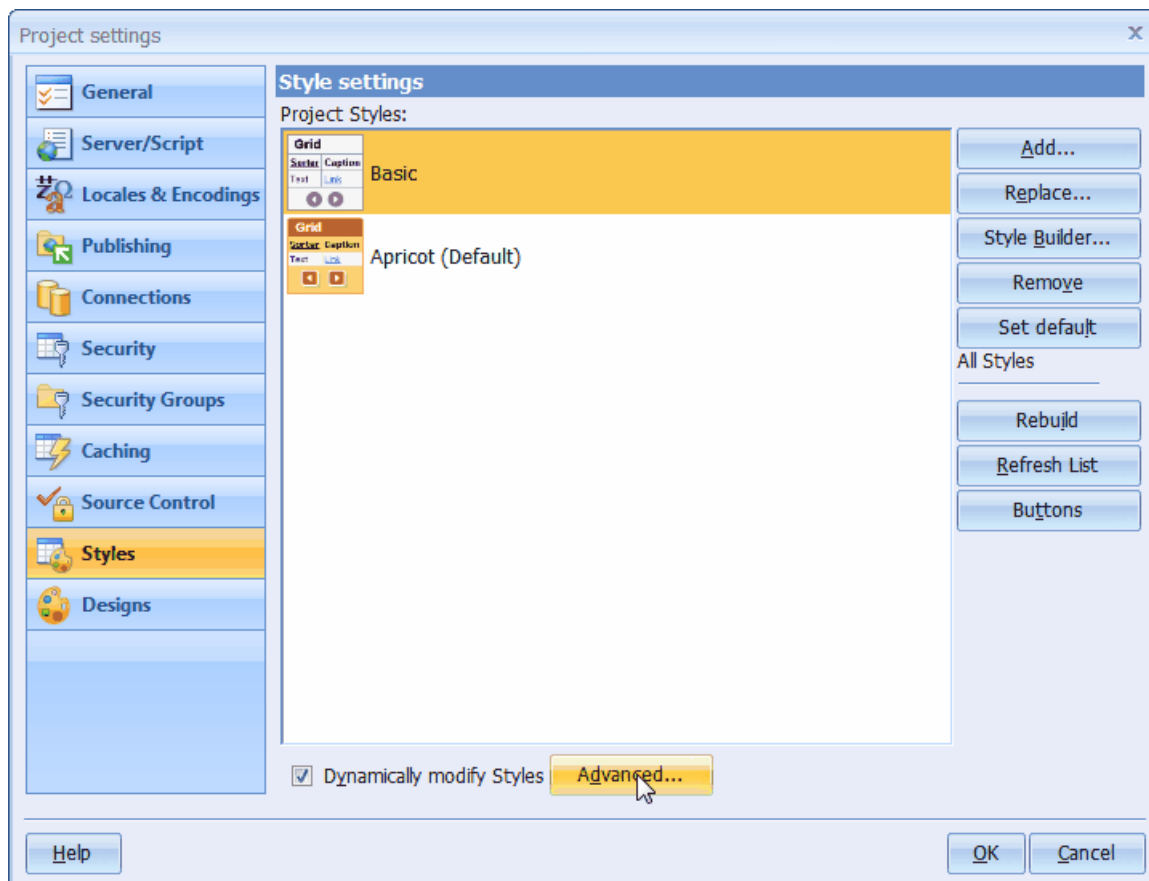 Project settings
x
General
Server/Script
Locales & Encodings
Publishing
Connections
Security
Security Groups
Caching
Source Control
Styles
Designs
Style settings
Project Styles:
Grid
Sorter Caption
Text Link
Basic
Grid
Sorter Caption
Text Link
Apricot (Default)
Add...
Replace...
Style Builder...
Remove
Set default
All Styles
Rebuild
Refresh List
Buttons
Dynamically modify Styles
Advanced...
Help
OK
Cancel